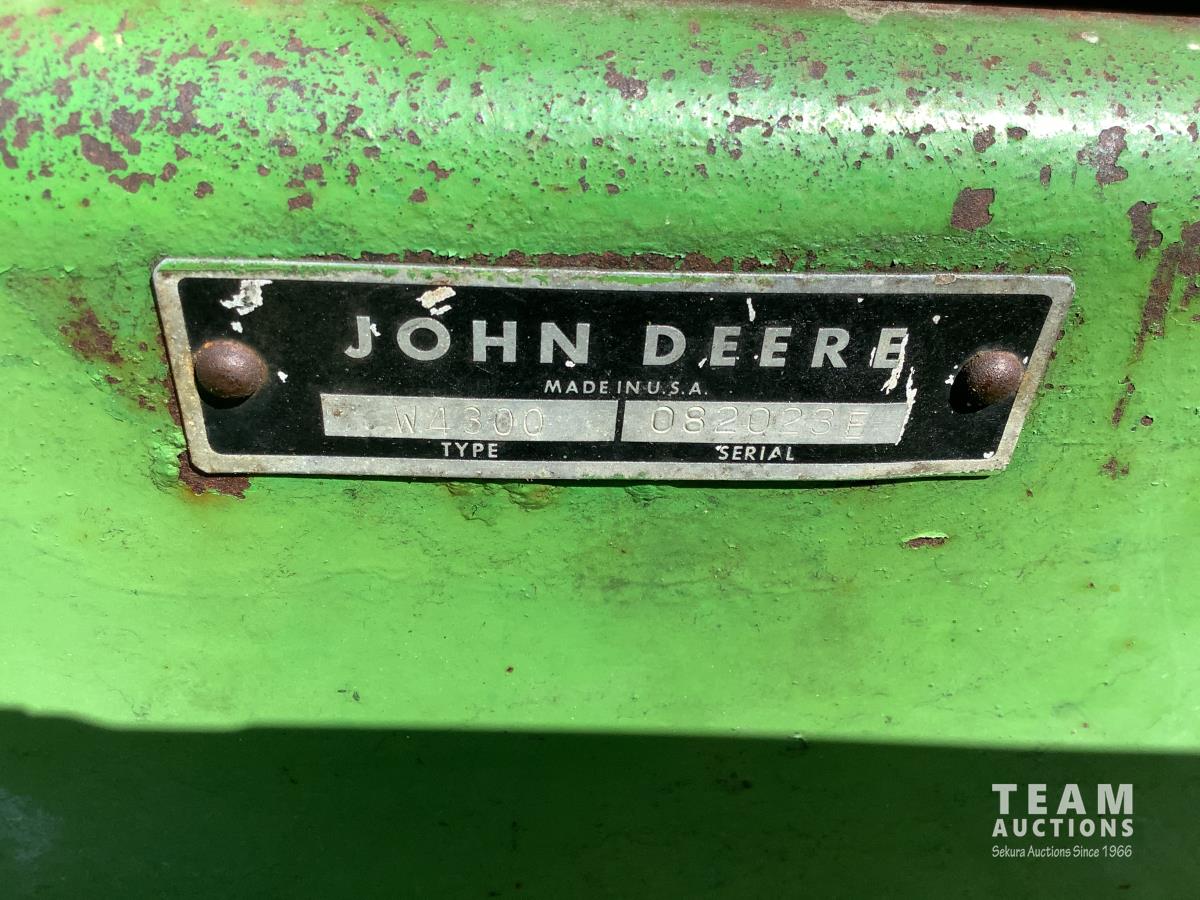 JOHN DEERE
MADE IN U.S.A.
W4300 082023E
TYPE SERIAL
TEAM
AUCTIONS
Sekura Auctions Since 1966